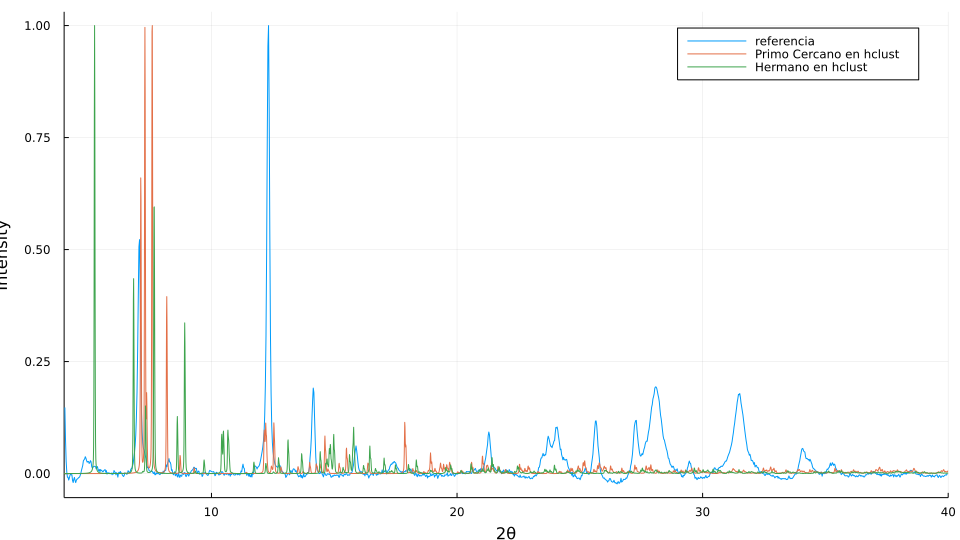 1.00
0.75
0.50
0.25
0.00
Intensity
referencia
Primo Cercano en hclust
Hermano en hclust
10
20
30
40
2θ